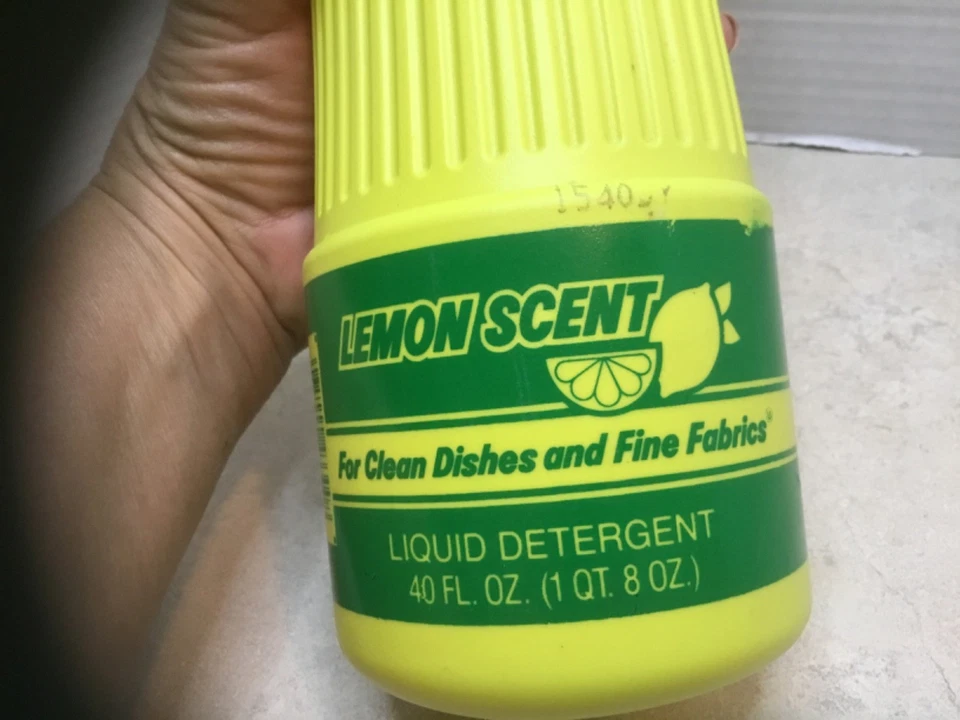 1540
LEMON SCENT
For Clean Dishes and Fine Fabrics
LIQUID DETERGENT
40 FL. OZ. (1 QT. 8 OZ.)